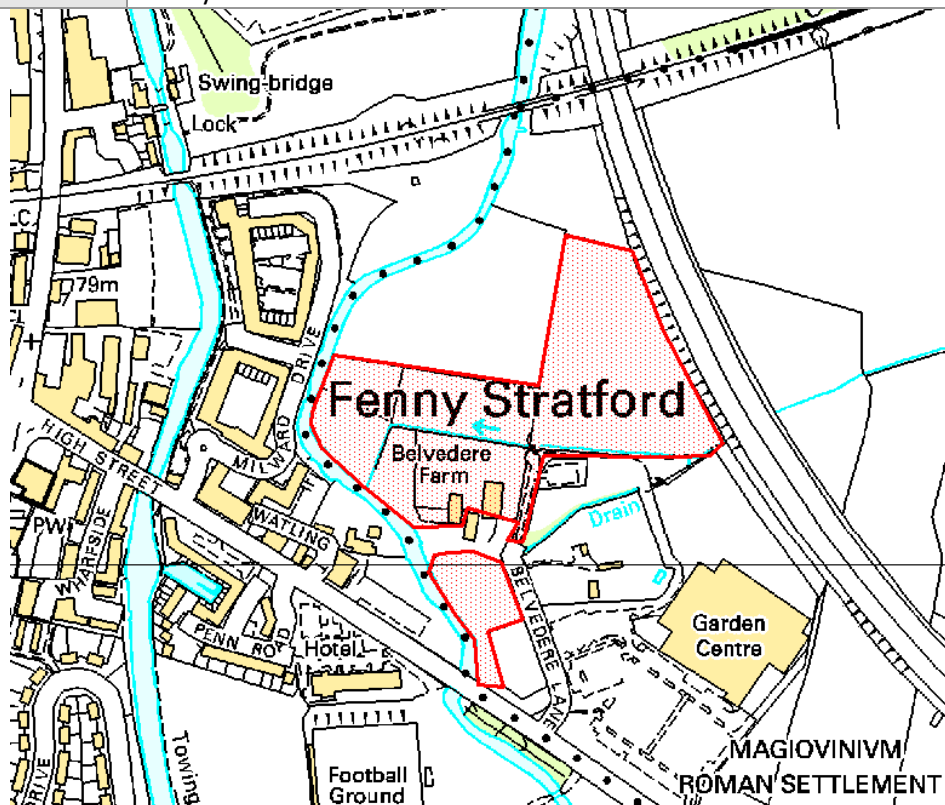 Swing-bridge
Lock
L.C.
79m
MILWARD DRIVE
Fenny Stratford
Belvedere
Farm
HIGH STREET
WATLING
Drain
PW
WHARFSIDE
PENN ROAD
Hotel
BELVEDERE LANE
Garden
Centre
DRIVE
Towing
Football
Ground
MAGIOVINIVM
ROMAN SETTLEMENT